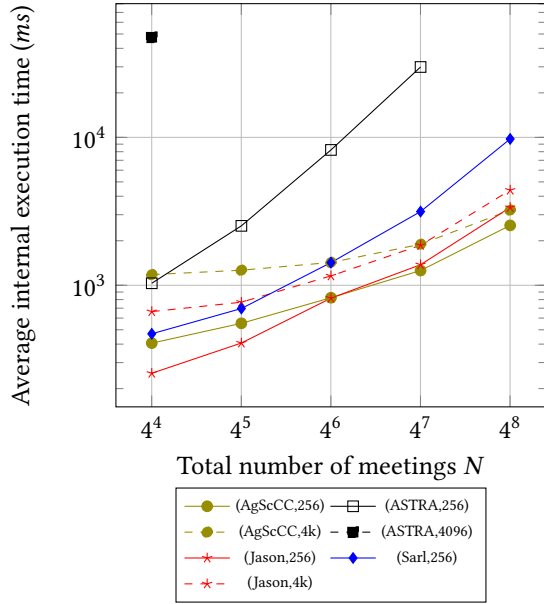 Average internal execution time (ms)
10^4
10^3
4^4 4^5 4^6 4^7 4^8
Total number of meetings N
(AgScCC,256) (ASTRA,256)
(AgScCC,4k) (ASTRA,4096)
(Jason,256) (Sarl,256)
(Jason,4k)